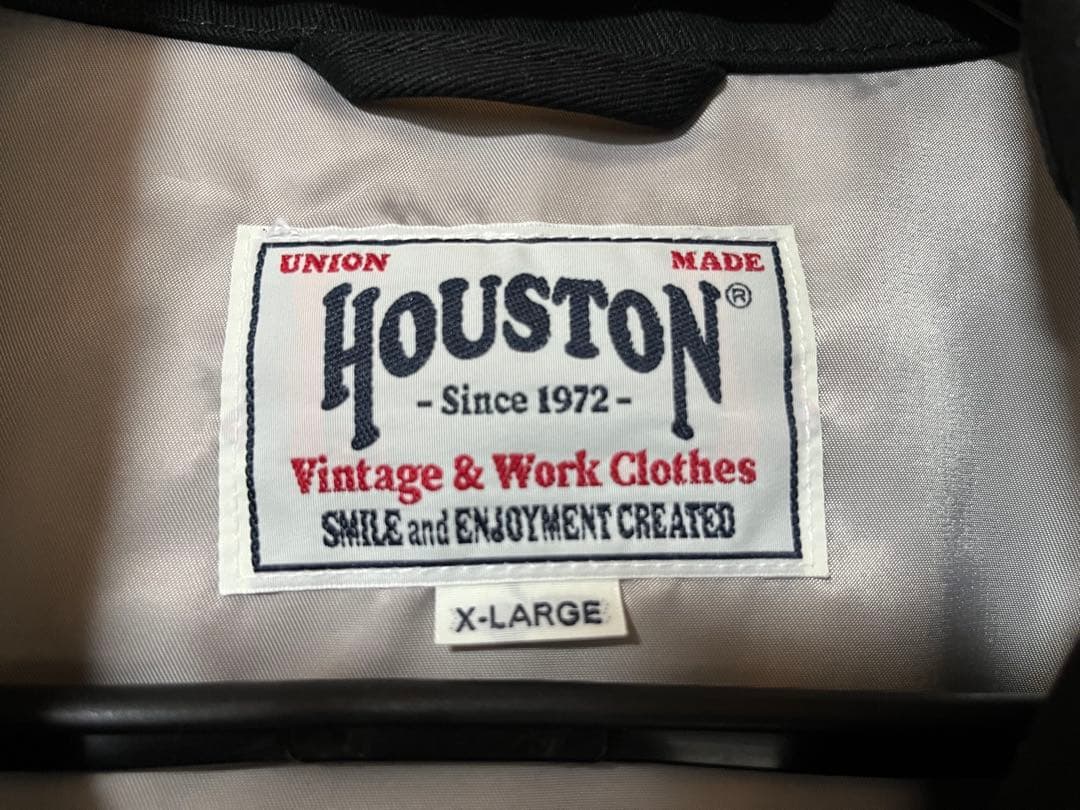 UNION MADE
HOUSTON®
- Since 1972 -
Vintage & Work Clothes
SMILE and ENJOYMENT CREATED
X-LARGE